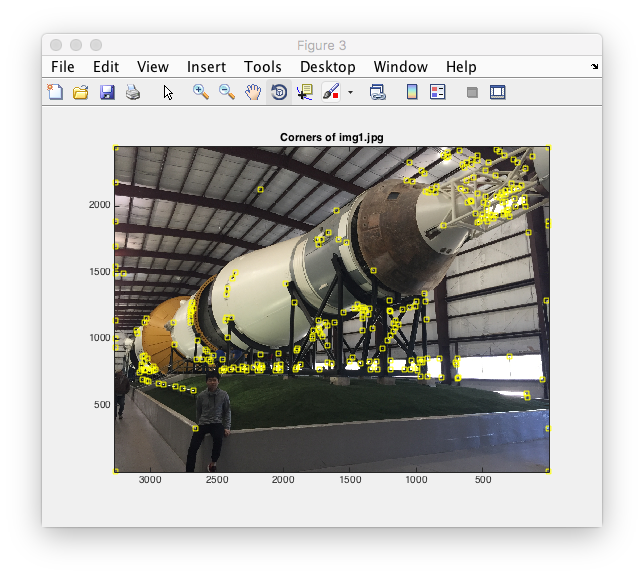 Figure 3
File Edit View Insert Tools Desktop Window Help
Corners of img1.jpg
2000
1500
1000
500
3000 2500 2000 1500 1000 500